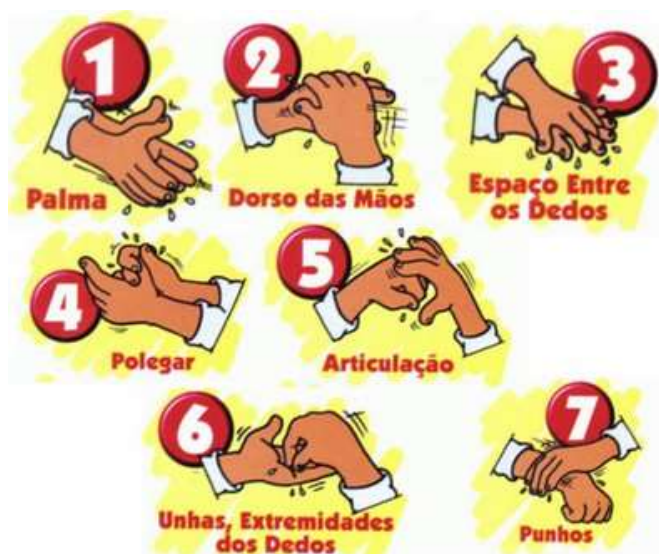 1
Palma
2
Dorso das Mãos
3
Espaço Entre
os Dedos
4
Polegar
5
Articulação
6
Unhas, Extremidades
dos Dedos
7
Punhos